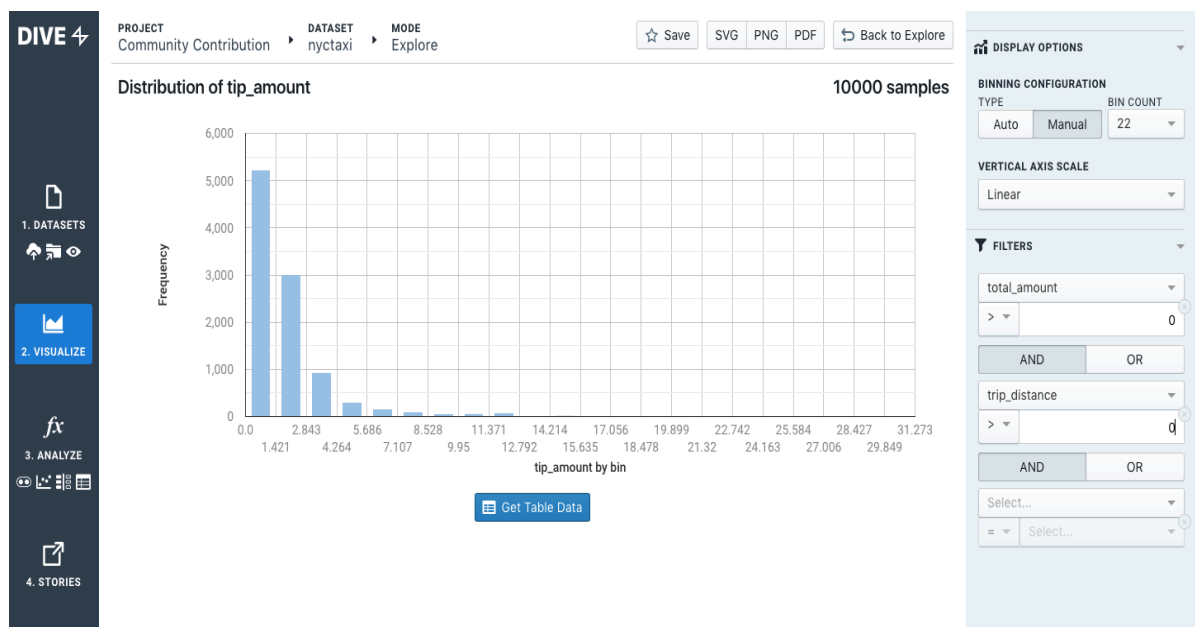 DIVE
PROJECT
Community Contribution
DATASET
nyctaxi
MODE
Explore
Save
SVG PNG PDF
Back to Explore
Distribution of tip_amount
10000 samples
6,000
5,000
4,000
3,000
2,000
1,000
0
Frequency
0.0 2.843 5.686 8.528 11.371 14.214 17.056 19.899 22.742 25.584 28.427 31.273
1.421 4.264 7.107 9.95 12.792 15.635 18.478 21.32 24.163 27.006 29.849
tip_amount by bin
Get Table Data
1. DATASETS
2. VISUALIZE
fx
3. ANALYZE
4. STORIES
DISPLAY OPTIONS
BINNING CONFIGURATION
TYPE BIN COUNT
Auto Manual 22
VERTICAL AXIS SCALE
Linear
FILTERS
total_amount
> 0
AND OR
trip_distance
> 0
AND OR
Select...
= Select...